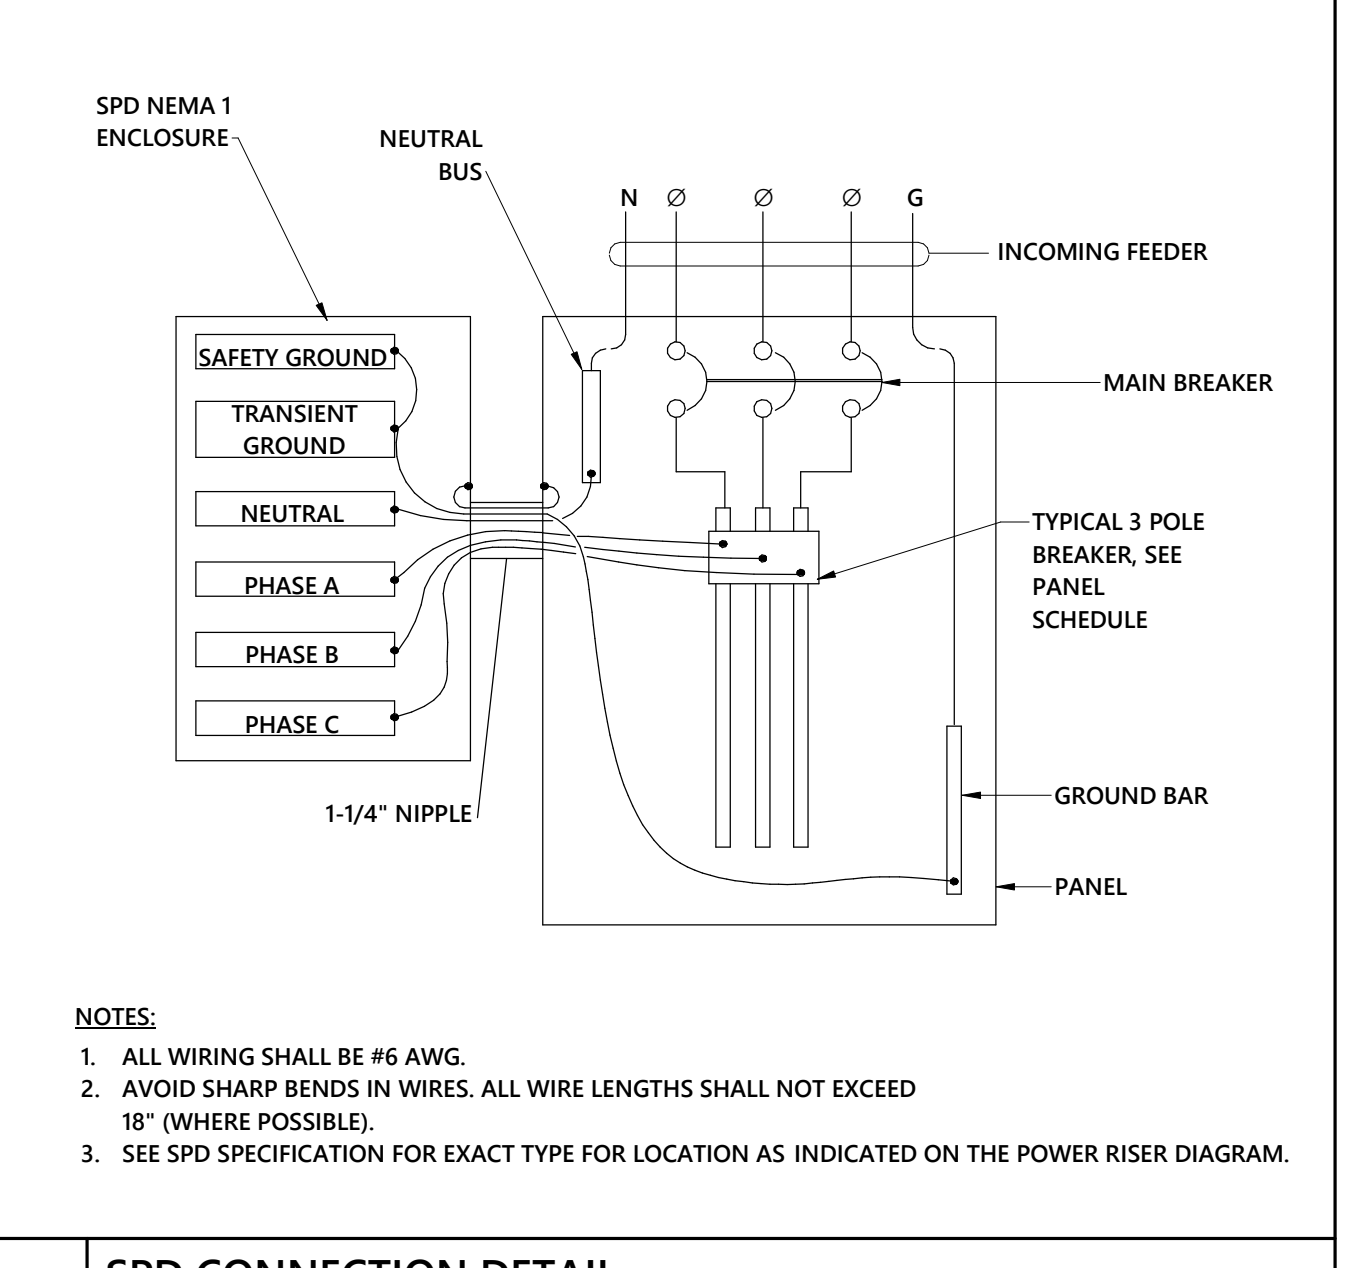 SPD NEMA 1
ENCLOSURE
NEUTRAL
BUS
N Ø Ø Ø G
INCOMING FEEDER
SAFETY GROUND
TRANSIENT
GROUND
NEUTRAL
PHASE A
PHASE B
PHASE C
MAIN BREAKER
TYPICAL 3 POLE
BREAKER, SEE
PANEL
SCHEDULE
1-1/4" NIPPLE
GROUND BAR
PANEL
NOTES:
1. ALL WIRING SHALL BE #6 AWG.
2. AVOID SHARP BENDS IN WIRES. ALL WIRE LENGTHS SHALL NOT EXCEED
18" (WHERE POSSIBLE).
3. SEE SPD SPECIFICATION FOR EXACT TYPE FOR LOCATION AS INDICATED ON THE POWER RISER DIAGRAM.
SPD CONNECTION DETAIL